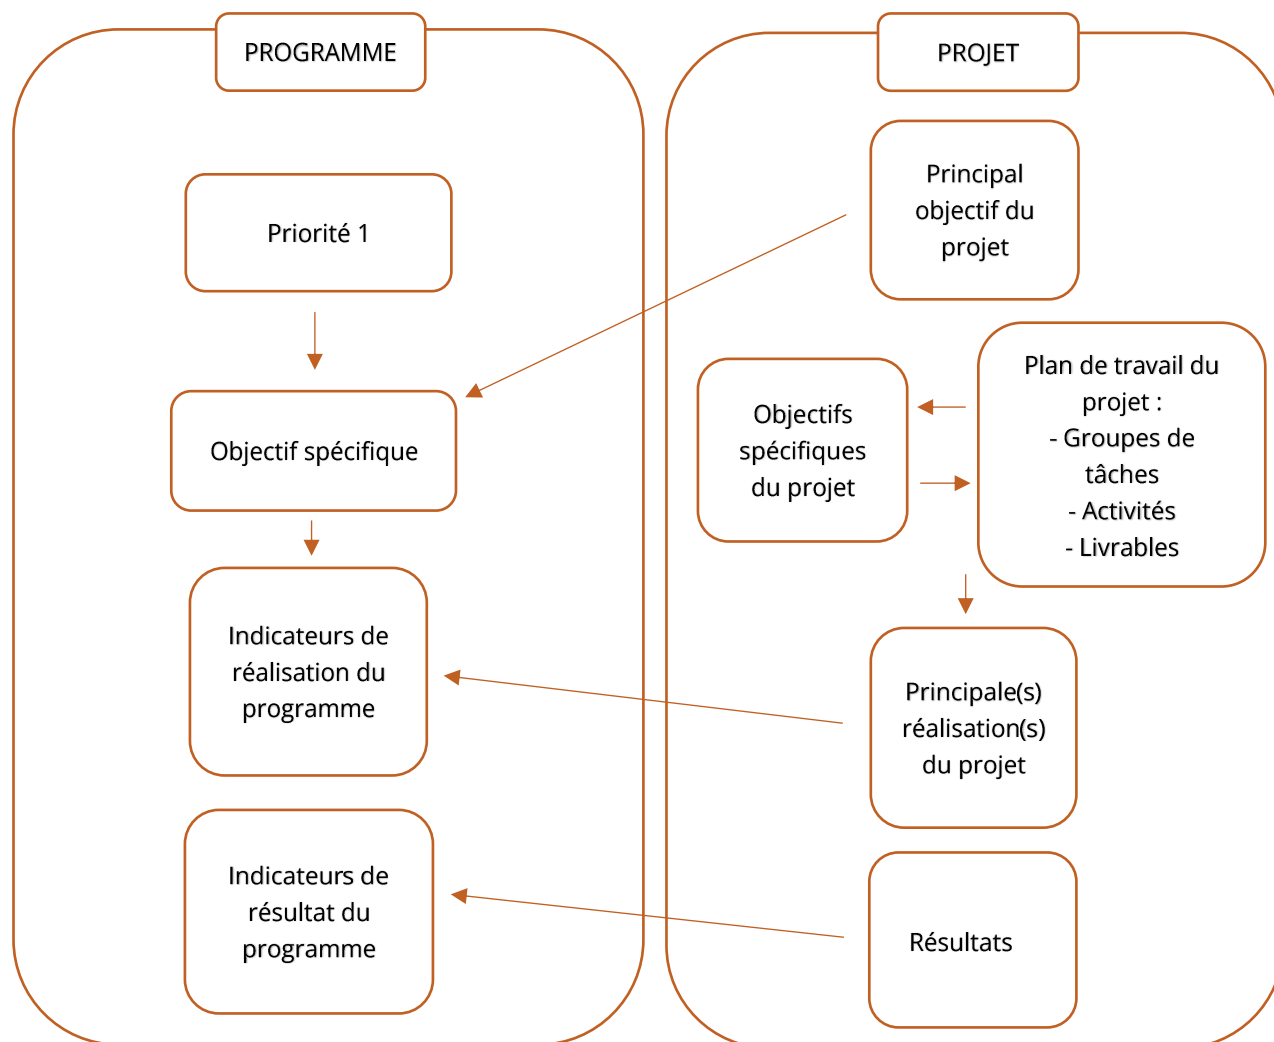 PROGRAMME
Priorité 1
Objectif spécifique
Indicateurs de
réalisation du
programme
Indicateurs de
résultat du
programme
PROJET
Principal
objectif du
projet
Objectifs
spécifiques
du projet
Plan de travail du
projet :
- Groupes de
tâches
- Activités
- Livrables
Principale(s)
réalisation(s)
du projet
Résultats